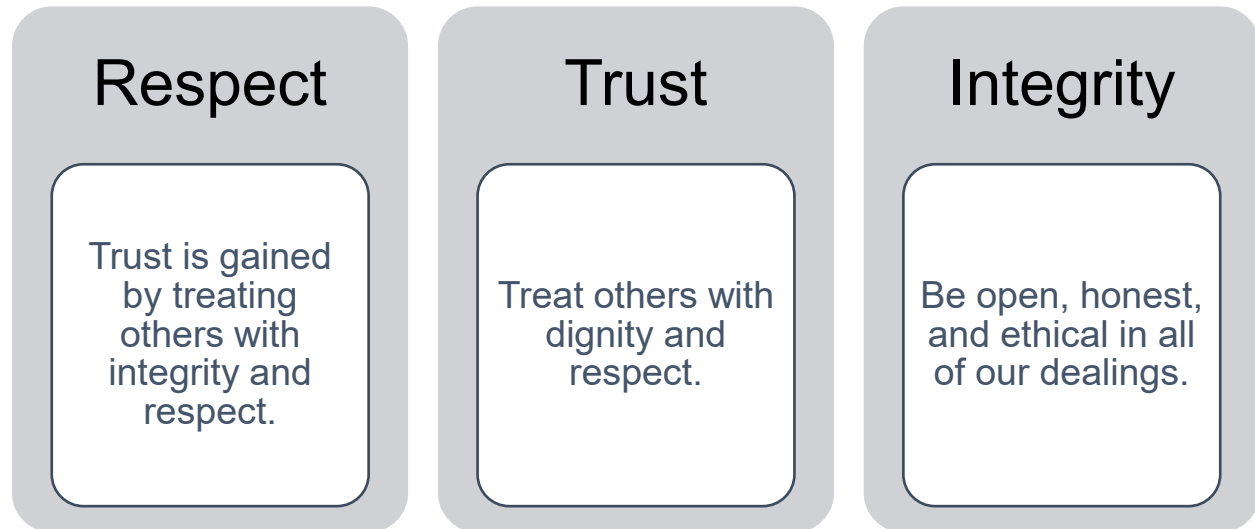 Respect
Trust is gained
by treating
others with
integrity and
respect.
Trust
Treat others with
dignity and
respect.
Integrity
Be open, honest,
and ethical in all
of our dealings.